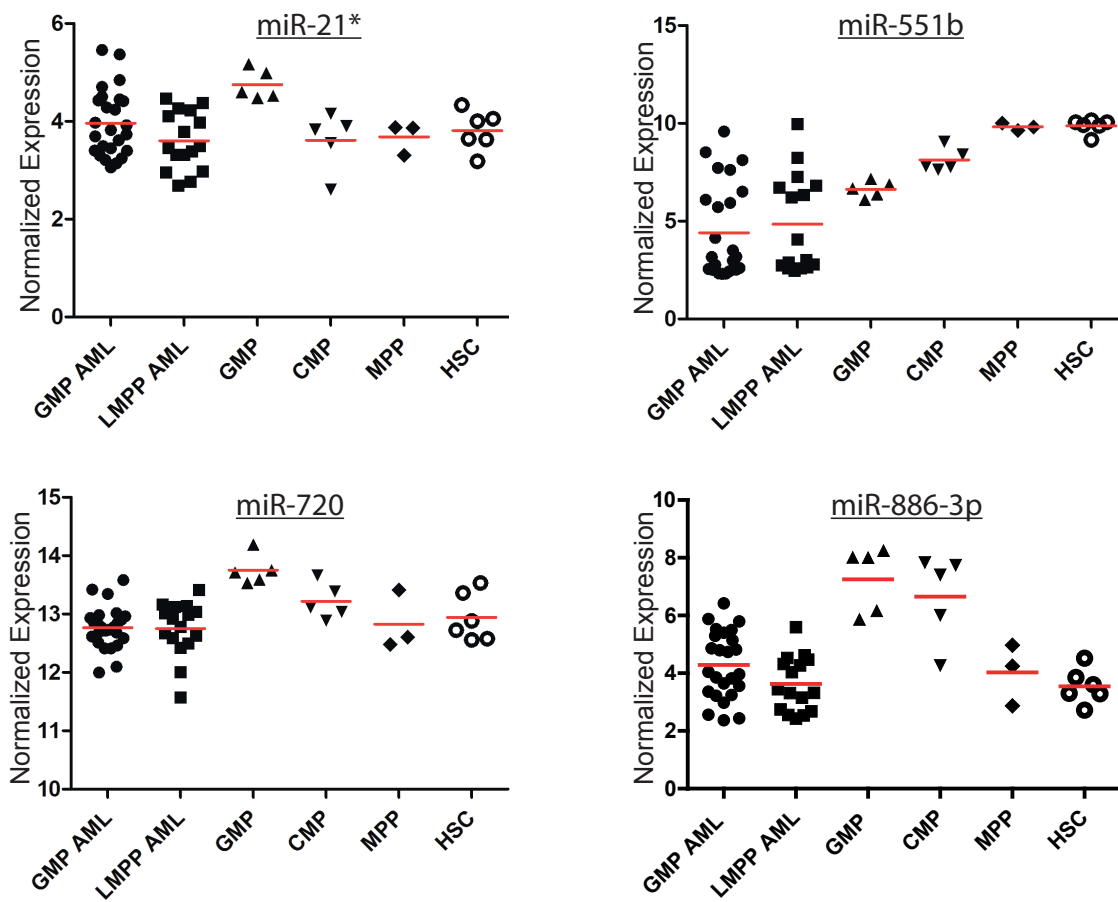 miR-21*
Normalized Expression
6
4
2
0
GMP AML
LMPP AML
GMP
CMP
MPP
HSC
miR-551b
Normalized Expression
15
10
5
0
GMP AML
LMPP AML
GMP
CMP
MPP
HSC
miR-720
Normalized Expression
15
14
13
12
11
10
GMP AML
LMPP AML
GMP
CMP
MPP
HSC
miR-886-3p
Normalized Expression
10
8
6
4
2
0
GMP AML
LMPP AML
GMP
CMP
MPP
HSC